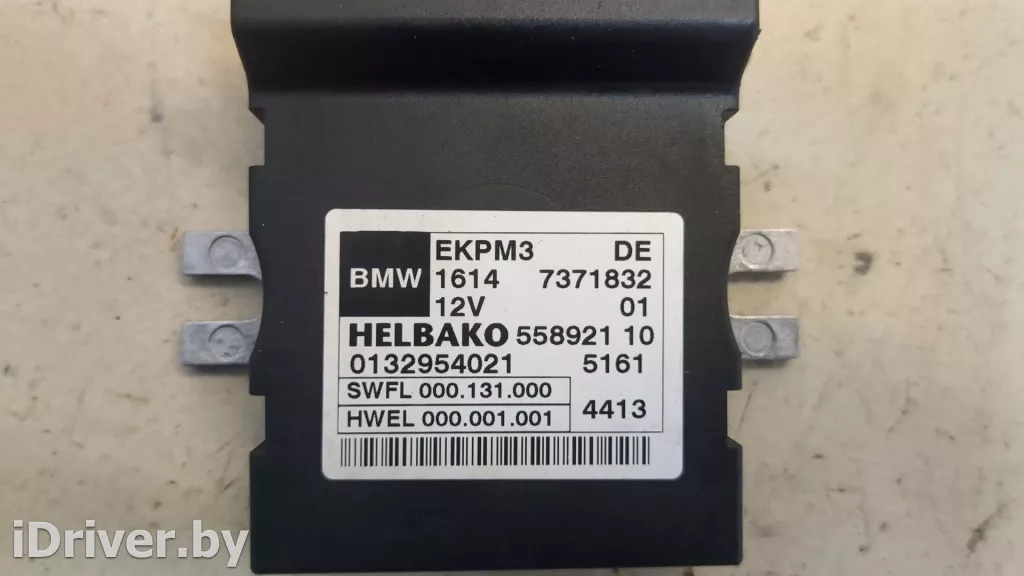 EKPM3 DE
BMW 1614 7371832
12V 01
HELBAKO 558921 10
0132954021 5161
SWFL 000.131.000
HWEL 000.001.001 4413
iDriver.by